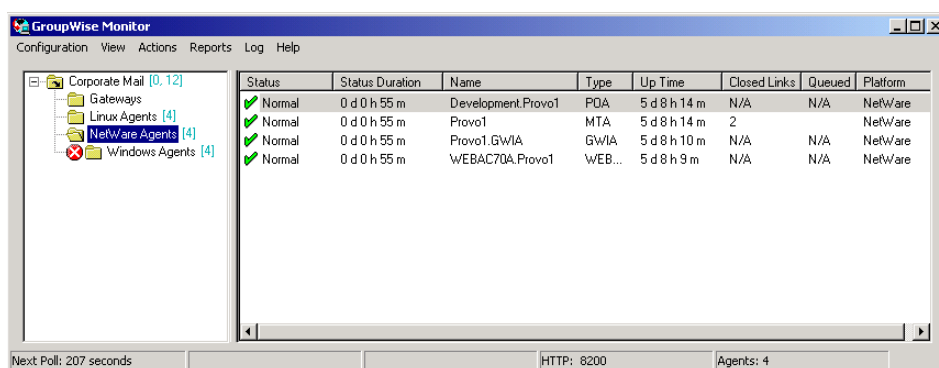 GroupWise Monitor
Configuration View Actions Reports Log Help
Corporate Mail [0, 12]
Gateways
Linux Agents [4]
NetWare Agents [4]
Windows Agents [4]
Status Status Duration Name Type Up Time Closed Links Queued Platform
Normal 0 d 0 h 55 m Development.Provo1 POA 5 d 8 h 14 m N/A N/A NetWare
Normal 0 d 0 h 55 m Provo1 MTA 5 d 8 h 14 m 2 NetWare
Normal 0 d 0 h 55 m Provo1.GWIA GWIA 5 d 8 h 10 m N/A N/A NetWare
Normal 0 d 0 h 55 m WEBAC70A.Provo1 WEB... 5 d 8 h 9 m N/A N/A NetWare
Next Poll: 207 seconds HTTP: 8200 Agents: 4